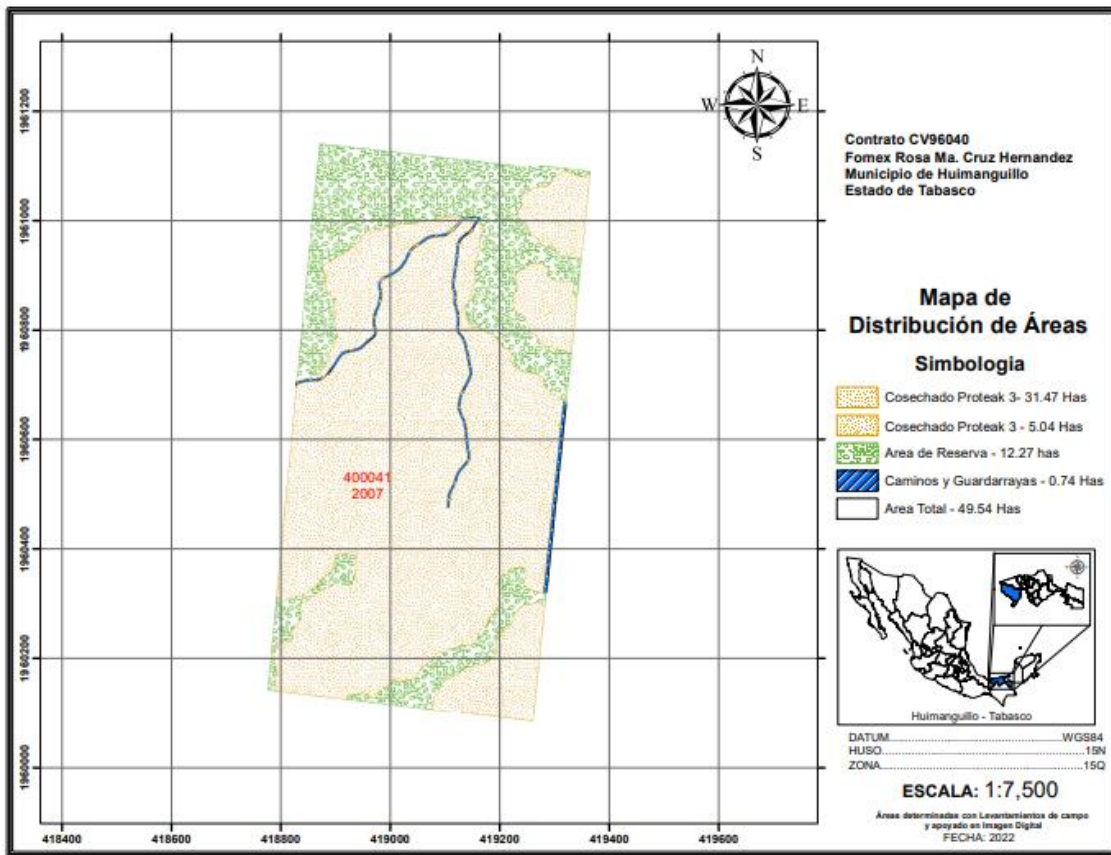 N
W
E
S
Contrato CV96040
Fomex Rosa Ma. Cruz Hernandez
Municipio de Huimanguillo
Estado de Tabasco
Mapa de
Distribución de Áreas
Simbologia
Cosechado Proteak 3- 31.47 Has
Cosechado Proteak 3 - 5.04 Has
Area de Reserva - 12.27 has
Caminos y Guardarrayas - 0.74 Has
Area Total - 49.54 Has
1961200
1961000
1960800
1960600
1960400
1960200
1960000
400041
2007
418400
418600
418800
419000
419200
419400
419600
Huimanguillo - Tabasco
DATUM..........WGS84
HUSO..........15N
ZONA..........15Q
ESCALA: 1:7,500
Áreas determinadas con Levantamientos de campo
y apoyado en Imagen Digital
FECHA: 2022